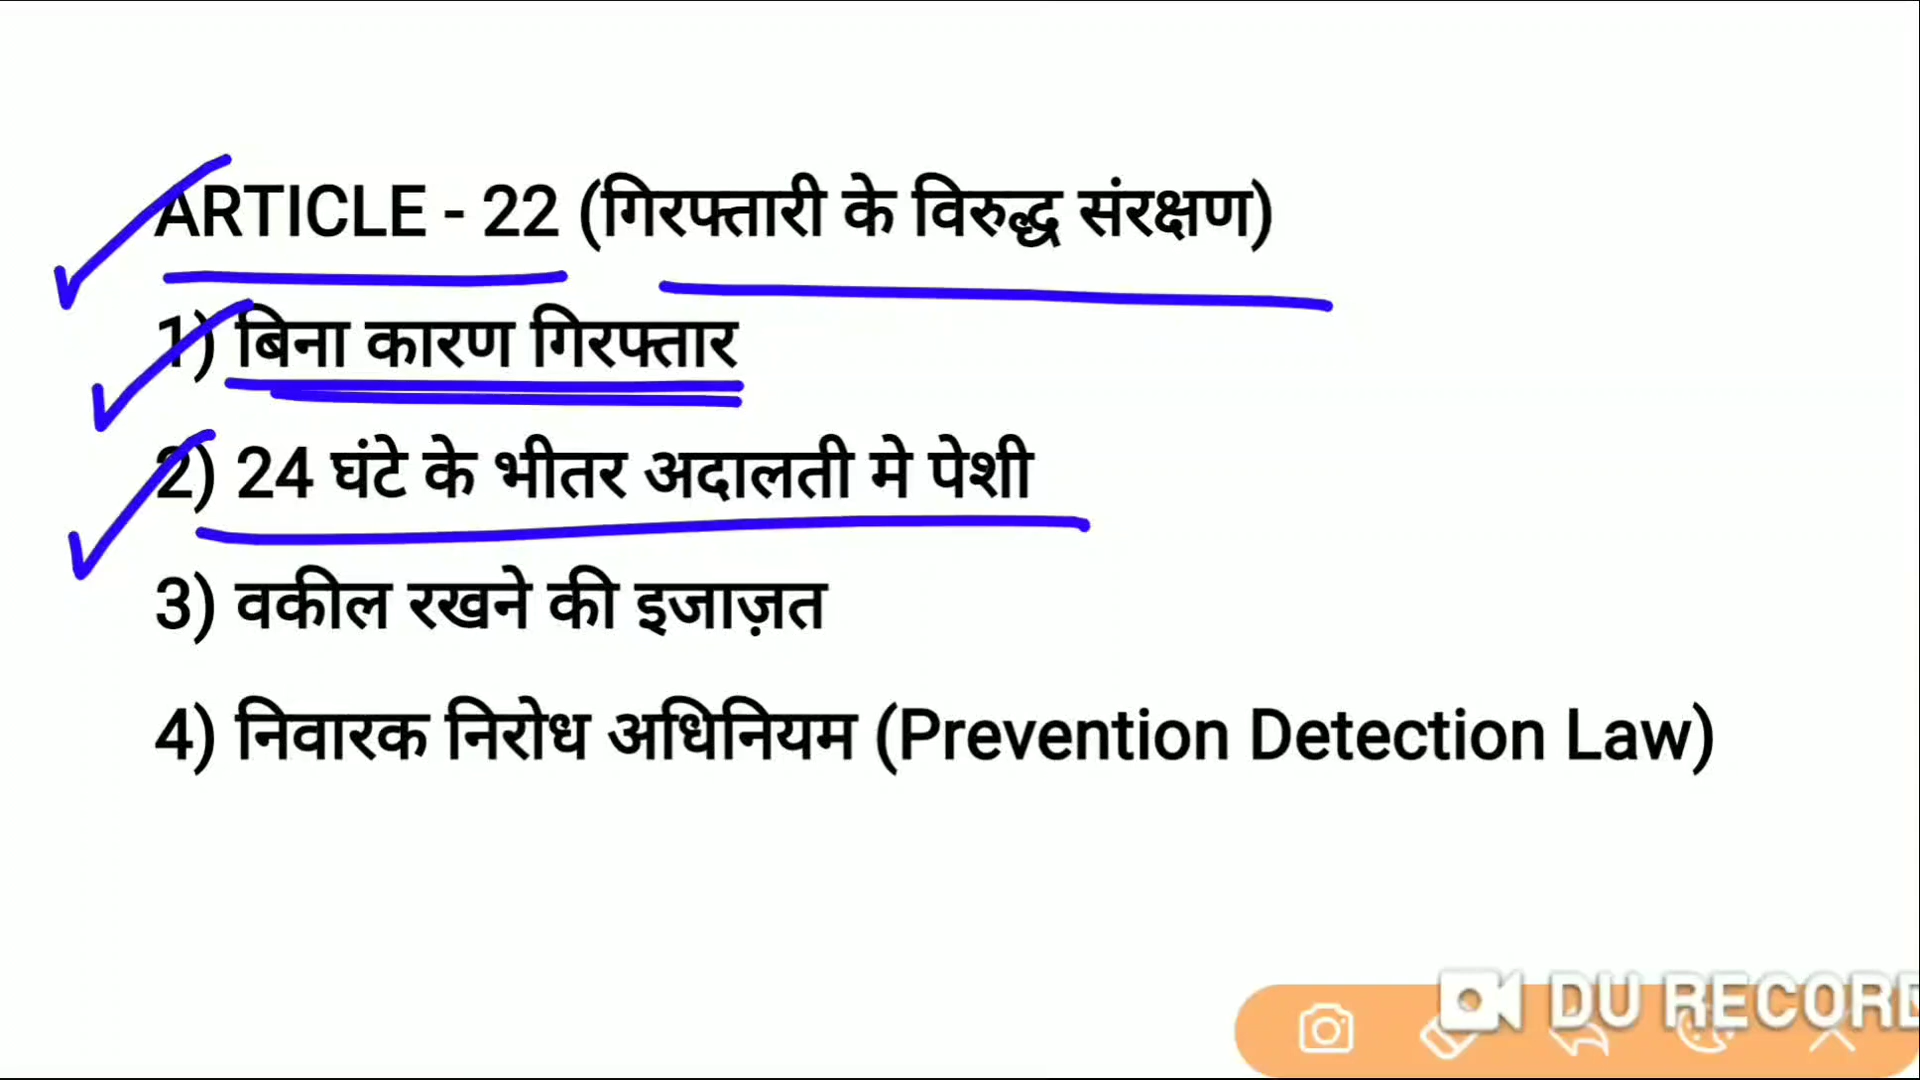 ARTICLE - 22 (गिरफ्तारी के विरुद्ध संरक्षण)
1) बिना कारण गिरफ्तार
2) 24 घंटे के भीतर अदालती मे पेशी
3) वकील रखने की इजाज़त
4) निवारक निरोध अधिनियम (Prevention Detection Law)
DU RECORD